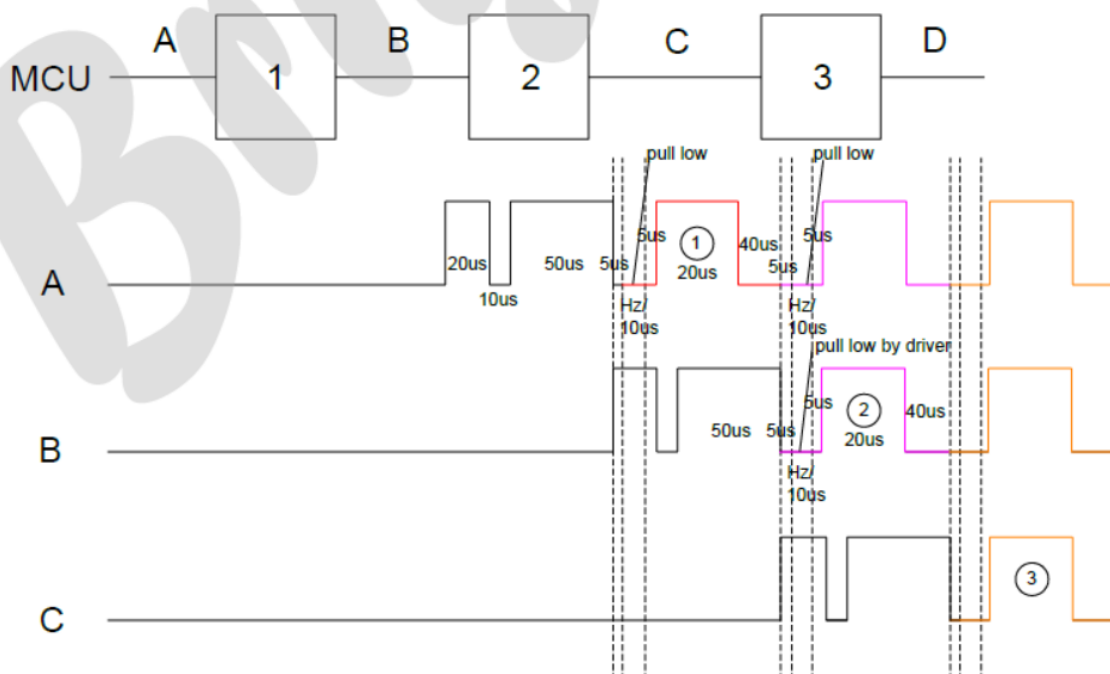 A B C D
MCU 1 2 3
pull low pull low
5us 1 40us 5us
20us 50us 5us 20us 5us
A
10us Hz/ Hz/
10us 10us
pull low by driver
5us 2 40us
50us 5us 20us
B
Hz/
10us
3
C